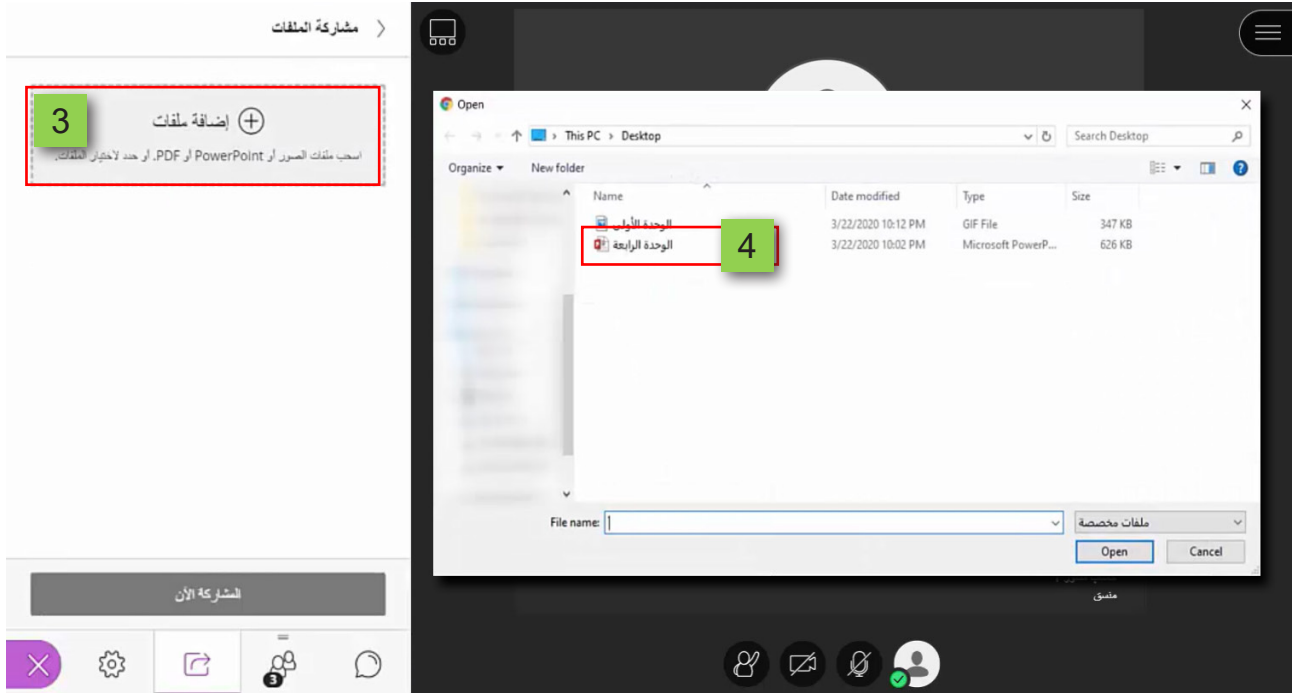 مشاركة الملفات
3
إضافة ملفات
اسحب ملفات الصور أو PowerPoint أو PDF. أو حدد لاختيار الملفات.
المشاركة الآن
3
Open
This PC > Desktop
Search Desktop
Organize
New folder
Name Date modified Type Size
الوحدة الأولى 3/22/2020 10:12 PM GIF File 347 KB
الوحدة الرابعة 3/22/2020 10:02 PM Microsoft PowerP... 626 KB
4
File name:
ملفات مخصصة
Open Cancel
منسق